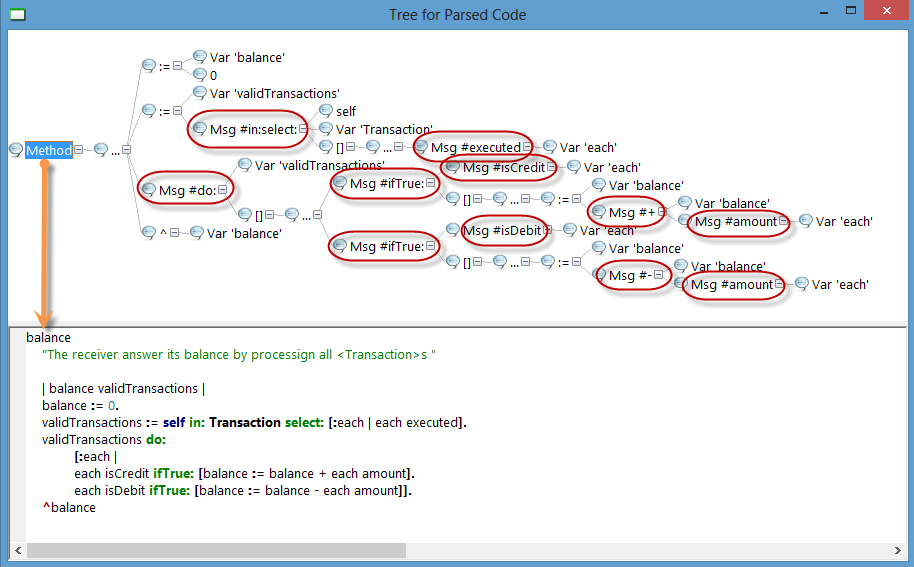 Tree for Parsed Code
:= Var 'balance'
0
:= Var 'validTransactions'
Msg #in:select: self
Var 'Transaction'
[] ... Msg #executed Var 'each'
Method ...
Msg #do: Var 'validTransactions'
Msg #isCredit Var 'each'
Msg #ifTrue:
[] ... := Var 'balance'
Msg #+ Var 'balance'
Msg #amount Var 'each'
[] ...
Msg #isDebit Var 'each'
^ Var 'balance'
Msg #ifTrue:
[] ... := Var 'balance'
Msg #- Var 'balance'
Msg #amount Var 'each'
balance
"The receiver answer its balance by processign all <Transaction>s "
| balance validTransactions |
balance := 0.
validTransactions := self in: Transaction select: [:each | each executed].
validTransactions do:
[:each |
each isCredit ifTrue: [balance := balance + each amount].
each isDebit ifTrue: [balance := balance - each amount]].
^balance